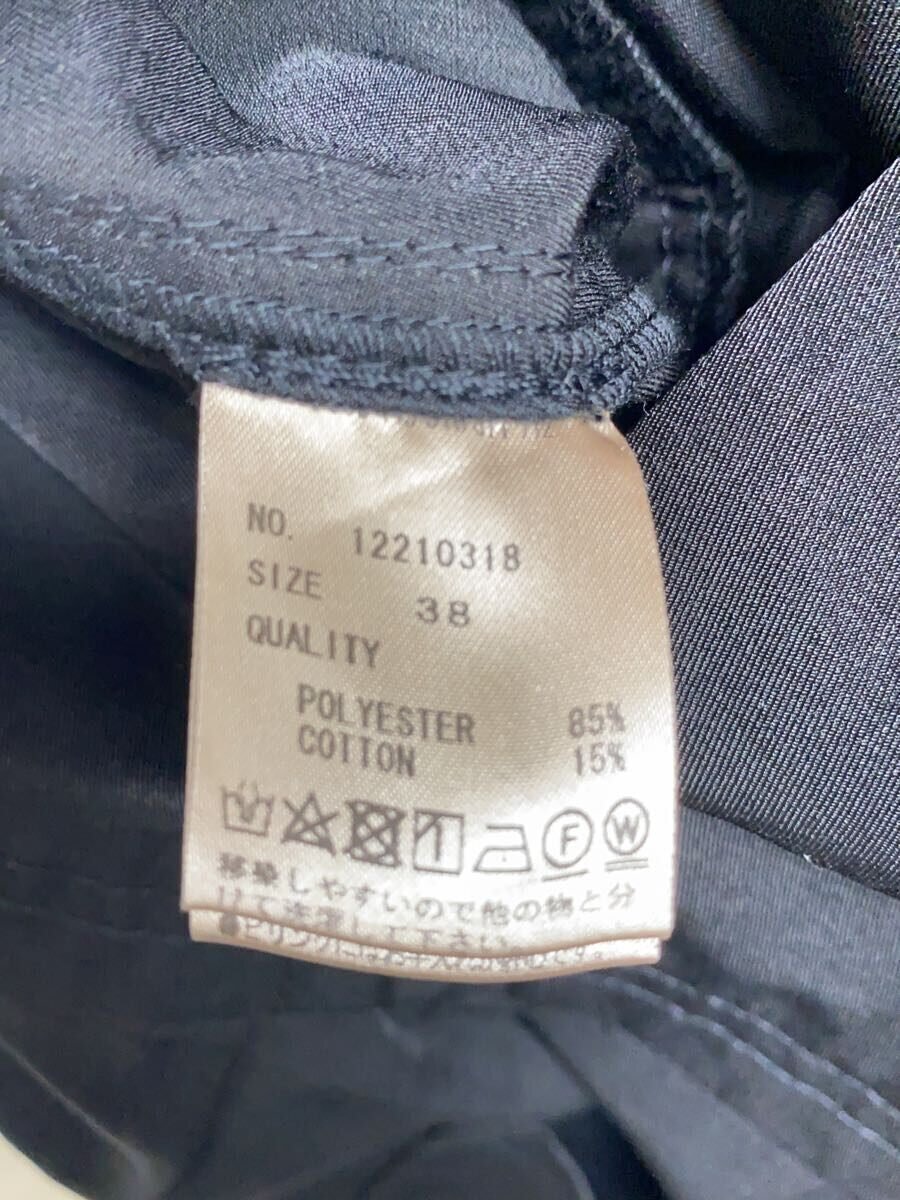 NO. 12210318
SIZE 38
QUALITY
POLYESTER 85%
COTTON 15%
F W
移染しやすいので他の物と分
けて洗濯して下さい